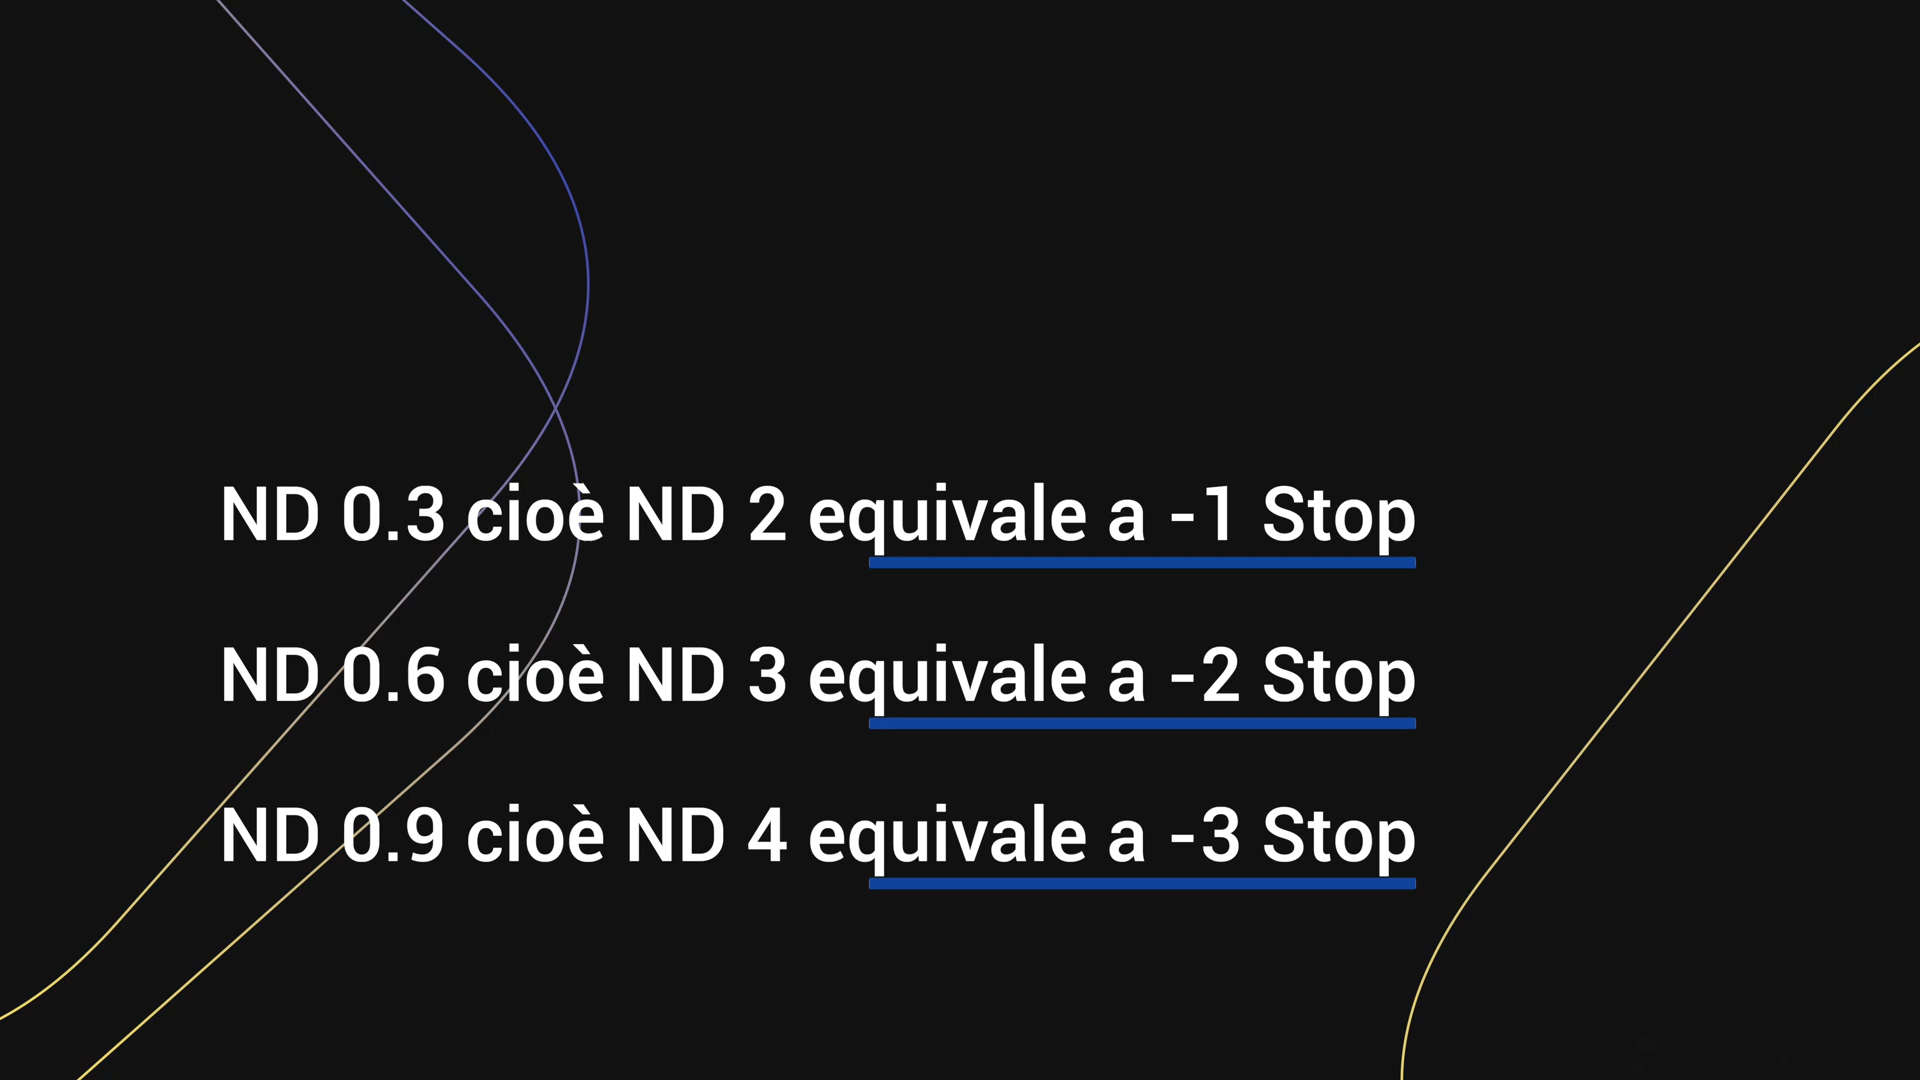 ND 0.3 cioè ND 2 equivale a -1 Stop
ND 0.6 cioè ND 3 equivale a -2 Stop
ND 0.9 cioè ND 4 equivale a -3 Stop